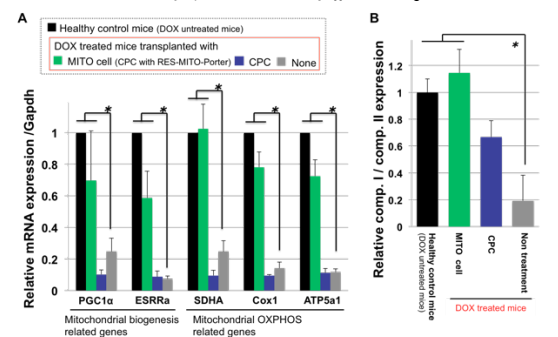 A
Healthy control mice (DOX untreated mice)
DOX treated mice transplanted with
MITO cell (CPC with RES-MITO-Porter)
CPC
None
Relative mRNA expression /Gapdh
1
0.8
0.6
0.4
0.2
0
*
*
*
*
*
PGC1α
ESRRa
SDHA
Cox1
ATP5a1
Mitochondrial biogenesis
related genes
Mitochondrial OXPHOS
related genes
B
Relative comp. I / comp. II expression
1.2
1
0.8
0.6
0.4
0.2
0
*
Healthy control mice
(DOX untreated mice)
MITO cell
CPC
Non treatment
DOX treated mice